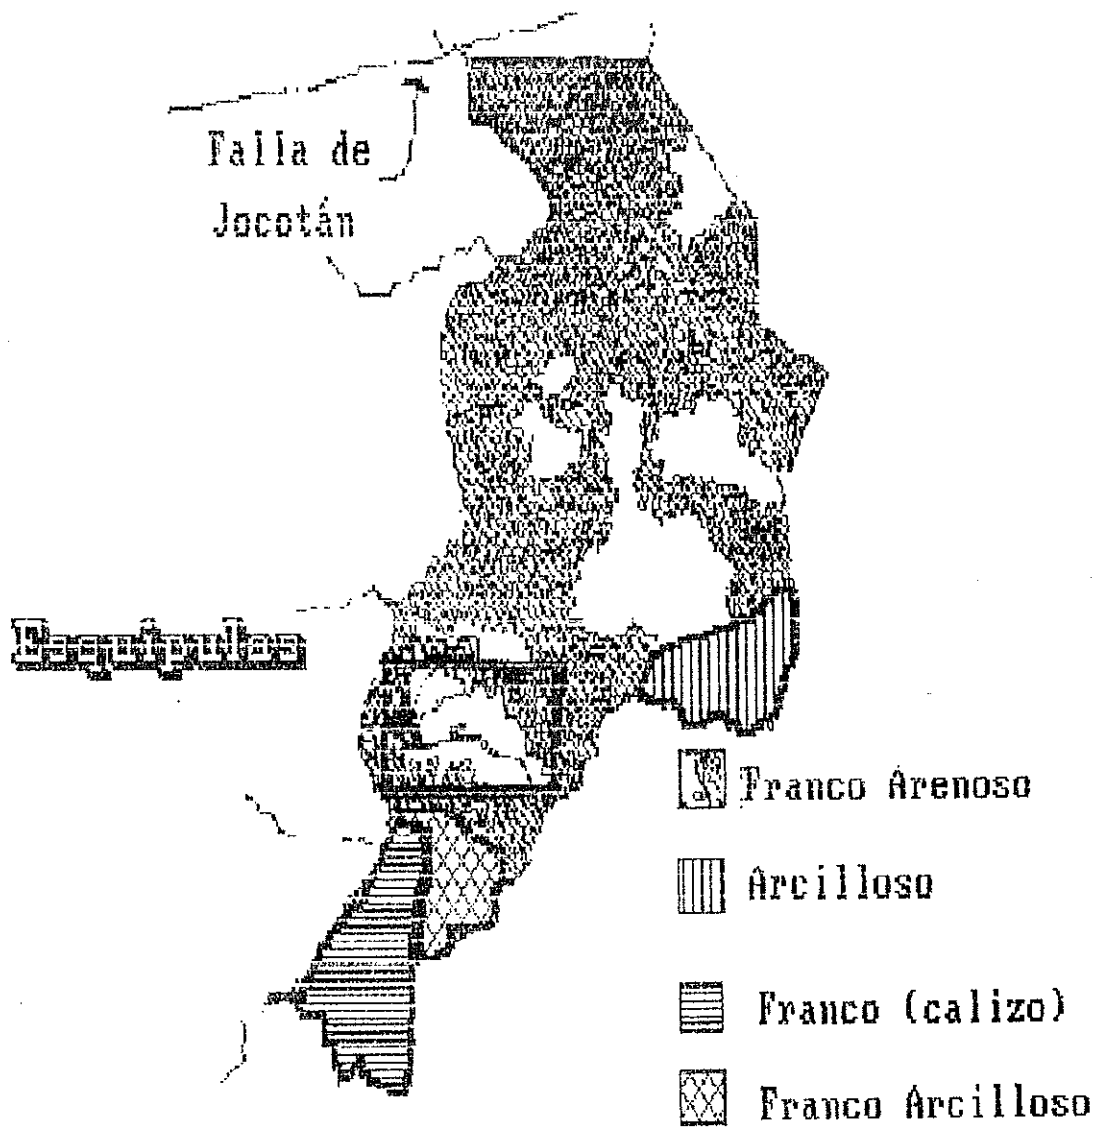 Falla de
Jocotán
Franco Arenoso
Arcilloso
Franco (calizo)
Franco Arcilloso